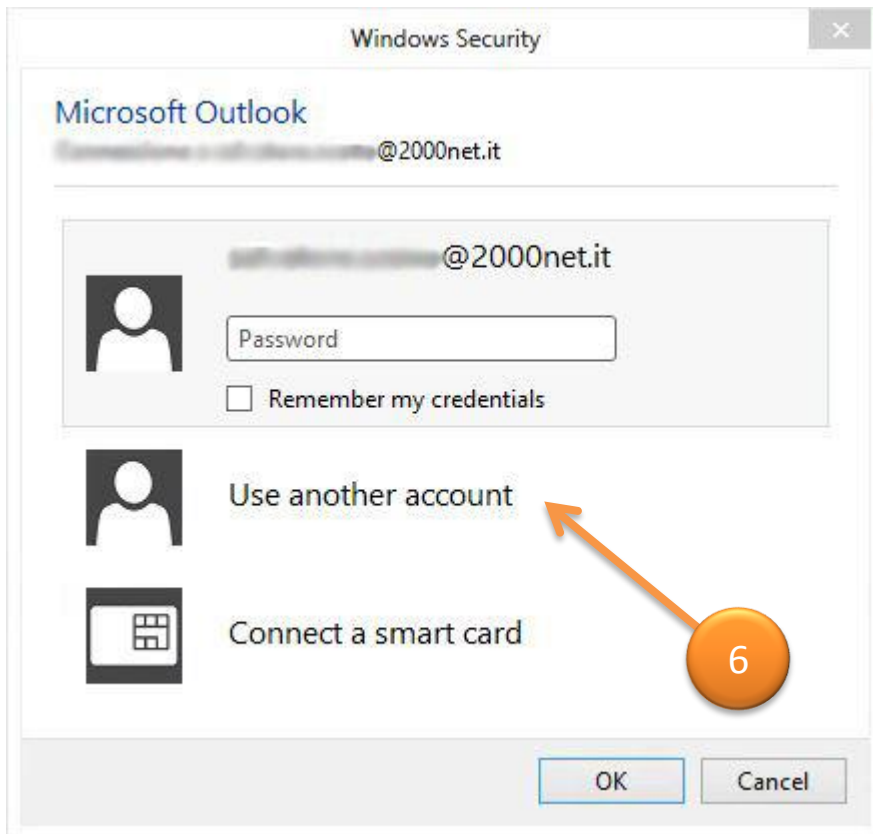 Windows Security
Microsoft Outlook
@2000net.it
@2000net.it
Password
Remember my credentials
Use another account
Connect a smart card
6
OK
Cancel